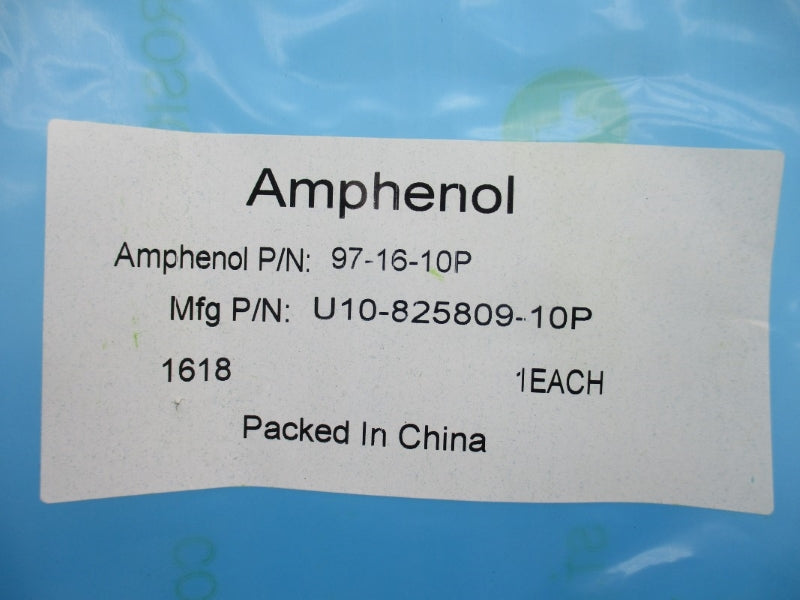 Amphenol
Amphenol P/N: 97-16-10P
Mfg P/N: U10-825809-10P
1618 1EACH
Packed In China